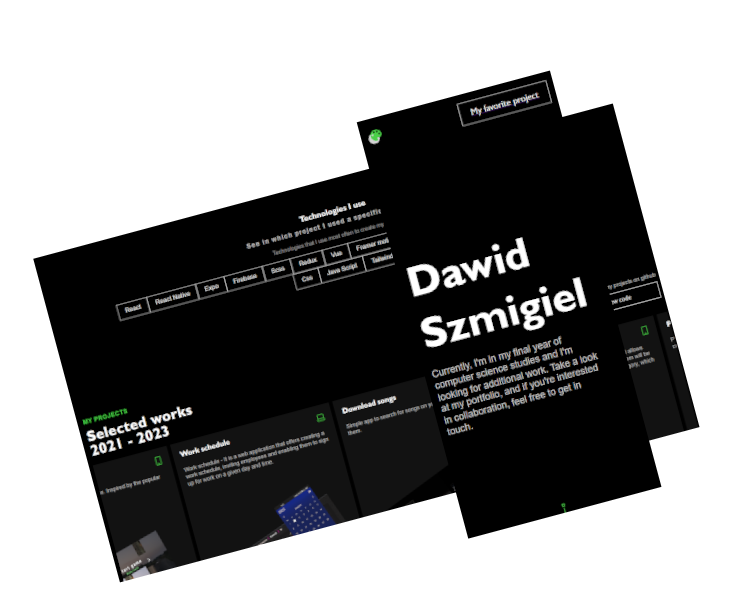 My favorite project
Technologies I use
See in which project I used a specific
Technologies that I use most often to create my
React
React Native
Expo
Firebase
Scss
Redux
Vue
Framer
Css
Java Script
Tailwind
Dawid
Szmigiel
Currently, I'm in my final year of
computer science studies and I'm
looking for additional work. Take a look
at my portfolio, and if you're interested
in collaboration, feel free to get in
touch.
projects on github
code
MY PROJECTS
Selected works
2021 - 2023
Inspired by the popular
Work schedule
Work schedule - It is a web application that offers creating a
work schedule, inviting employees and enabling them to sign
up for work on a given day and time.
Download songs
Simple app to search for songs on
there.
allows
will be
which